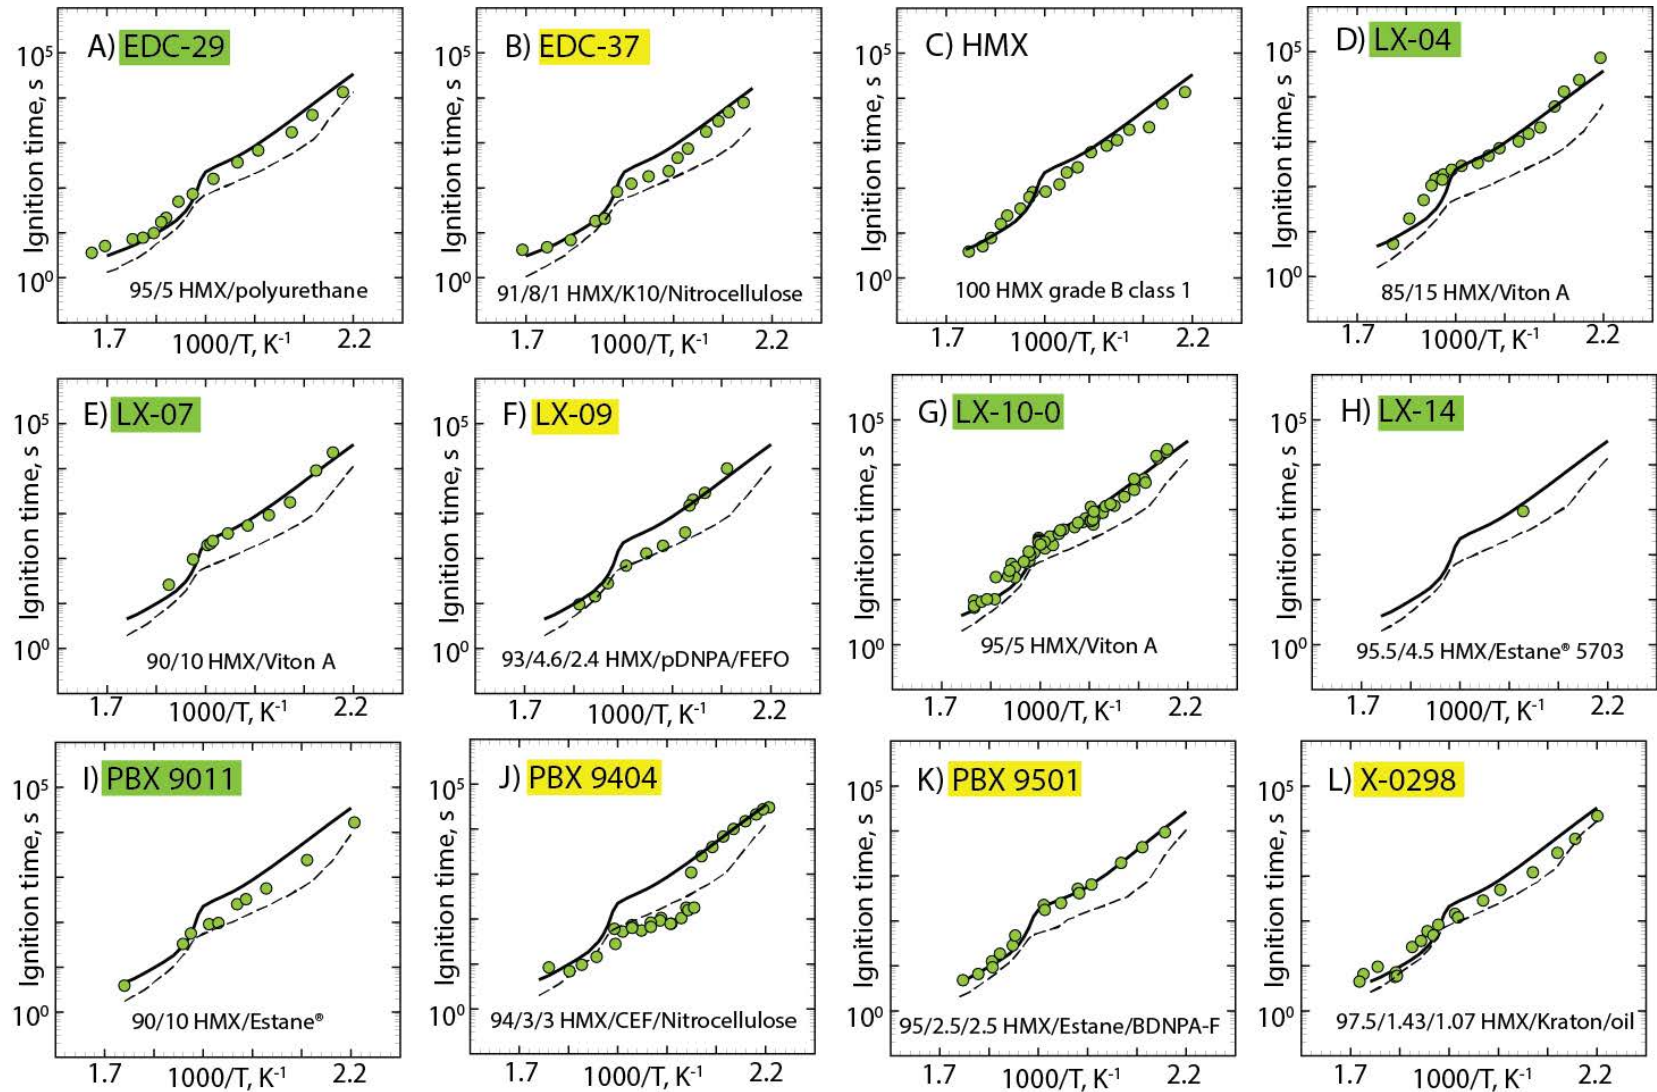 A) EDC-29
Ignition time, s
10⁵
10⁰
95/5 HMX/polyurethane
1.7 1000/T, K⁻¹ 2.2
B) EDC-37
Ignition time, s
10⁵
10⁰
91/8/1 HMX/K10/Nitrocellulose
1.7 1000/T, K⁻¹ 2.2
C) HMX
Ignition time, s
10⁵
10⁰
100 HMX grade B class 1
1.7 1000/T, K⁻¹ 2.2
D) LX-04
Ignition time, s
10⁵
10⁰
85/15 HMX/Viton A
1.7 1000/T, K⁻¹ 2.2
E) LX-07
Ignition time, s
10⁵
10⁰
90/10 HMX/Viton A
1.7 1000/T, K⁻¹ 2.2
F) LX-09
Ignition time, s
10⁵
10⁰
93/4.6/2.4 HMX/pDNPA/FEFO
1.7 1000/T, K⁻¹ 2.2
G) LX-10-0
Ignition time, s
10⁵
10⁰
95/5 HMX/Viton A
1.7 1000/T, K⁻¹ 2.2
H) LX-14
Ignition time, s
10⁵
10⁰
95.5/4.5 HMX/Estane® 5703
1.7 1000/T, K⁻¹ 2.2
I) PBX 9011
Ignition time, s
10⁵
10⁰
90/10 HMX/Estane®
1.7 1000/T, K⁻¹ 2.2
J) PBX 9404
Ignition time, s
10⁵
10⁰
94/3/3 HMX/CEF/Nitrocellulose
1.7 1000/T, K⁻¹ 2.2
K) PBX 9501
Ignition time, s
10⁵
10⁰
95/2.5/2.5 HMX/Estane/BDNPA-F
1.7 1000/T, K⁻¹ 2.2
L) X-0298
Ignition time, s
10⁵
10⁰
97.5/1.43/1.07 HMX/Kraton/oil
1.7 1000/T, K⁻¹ 2.2